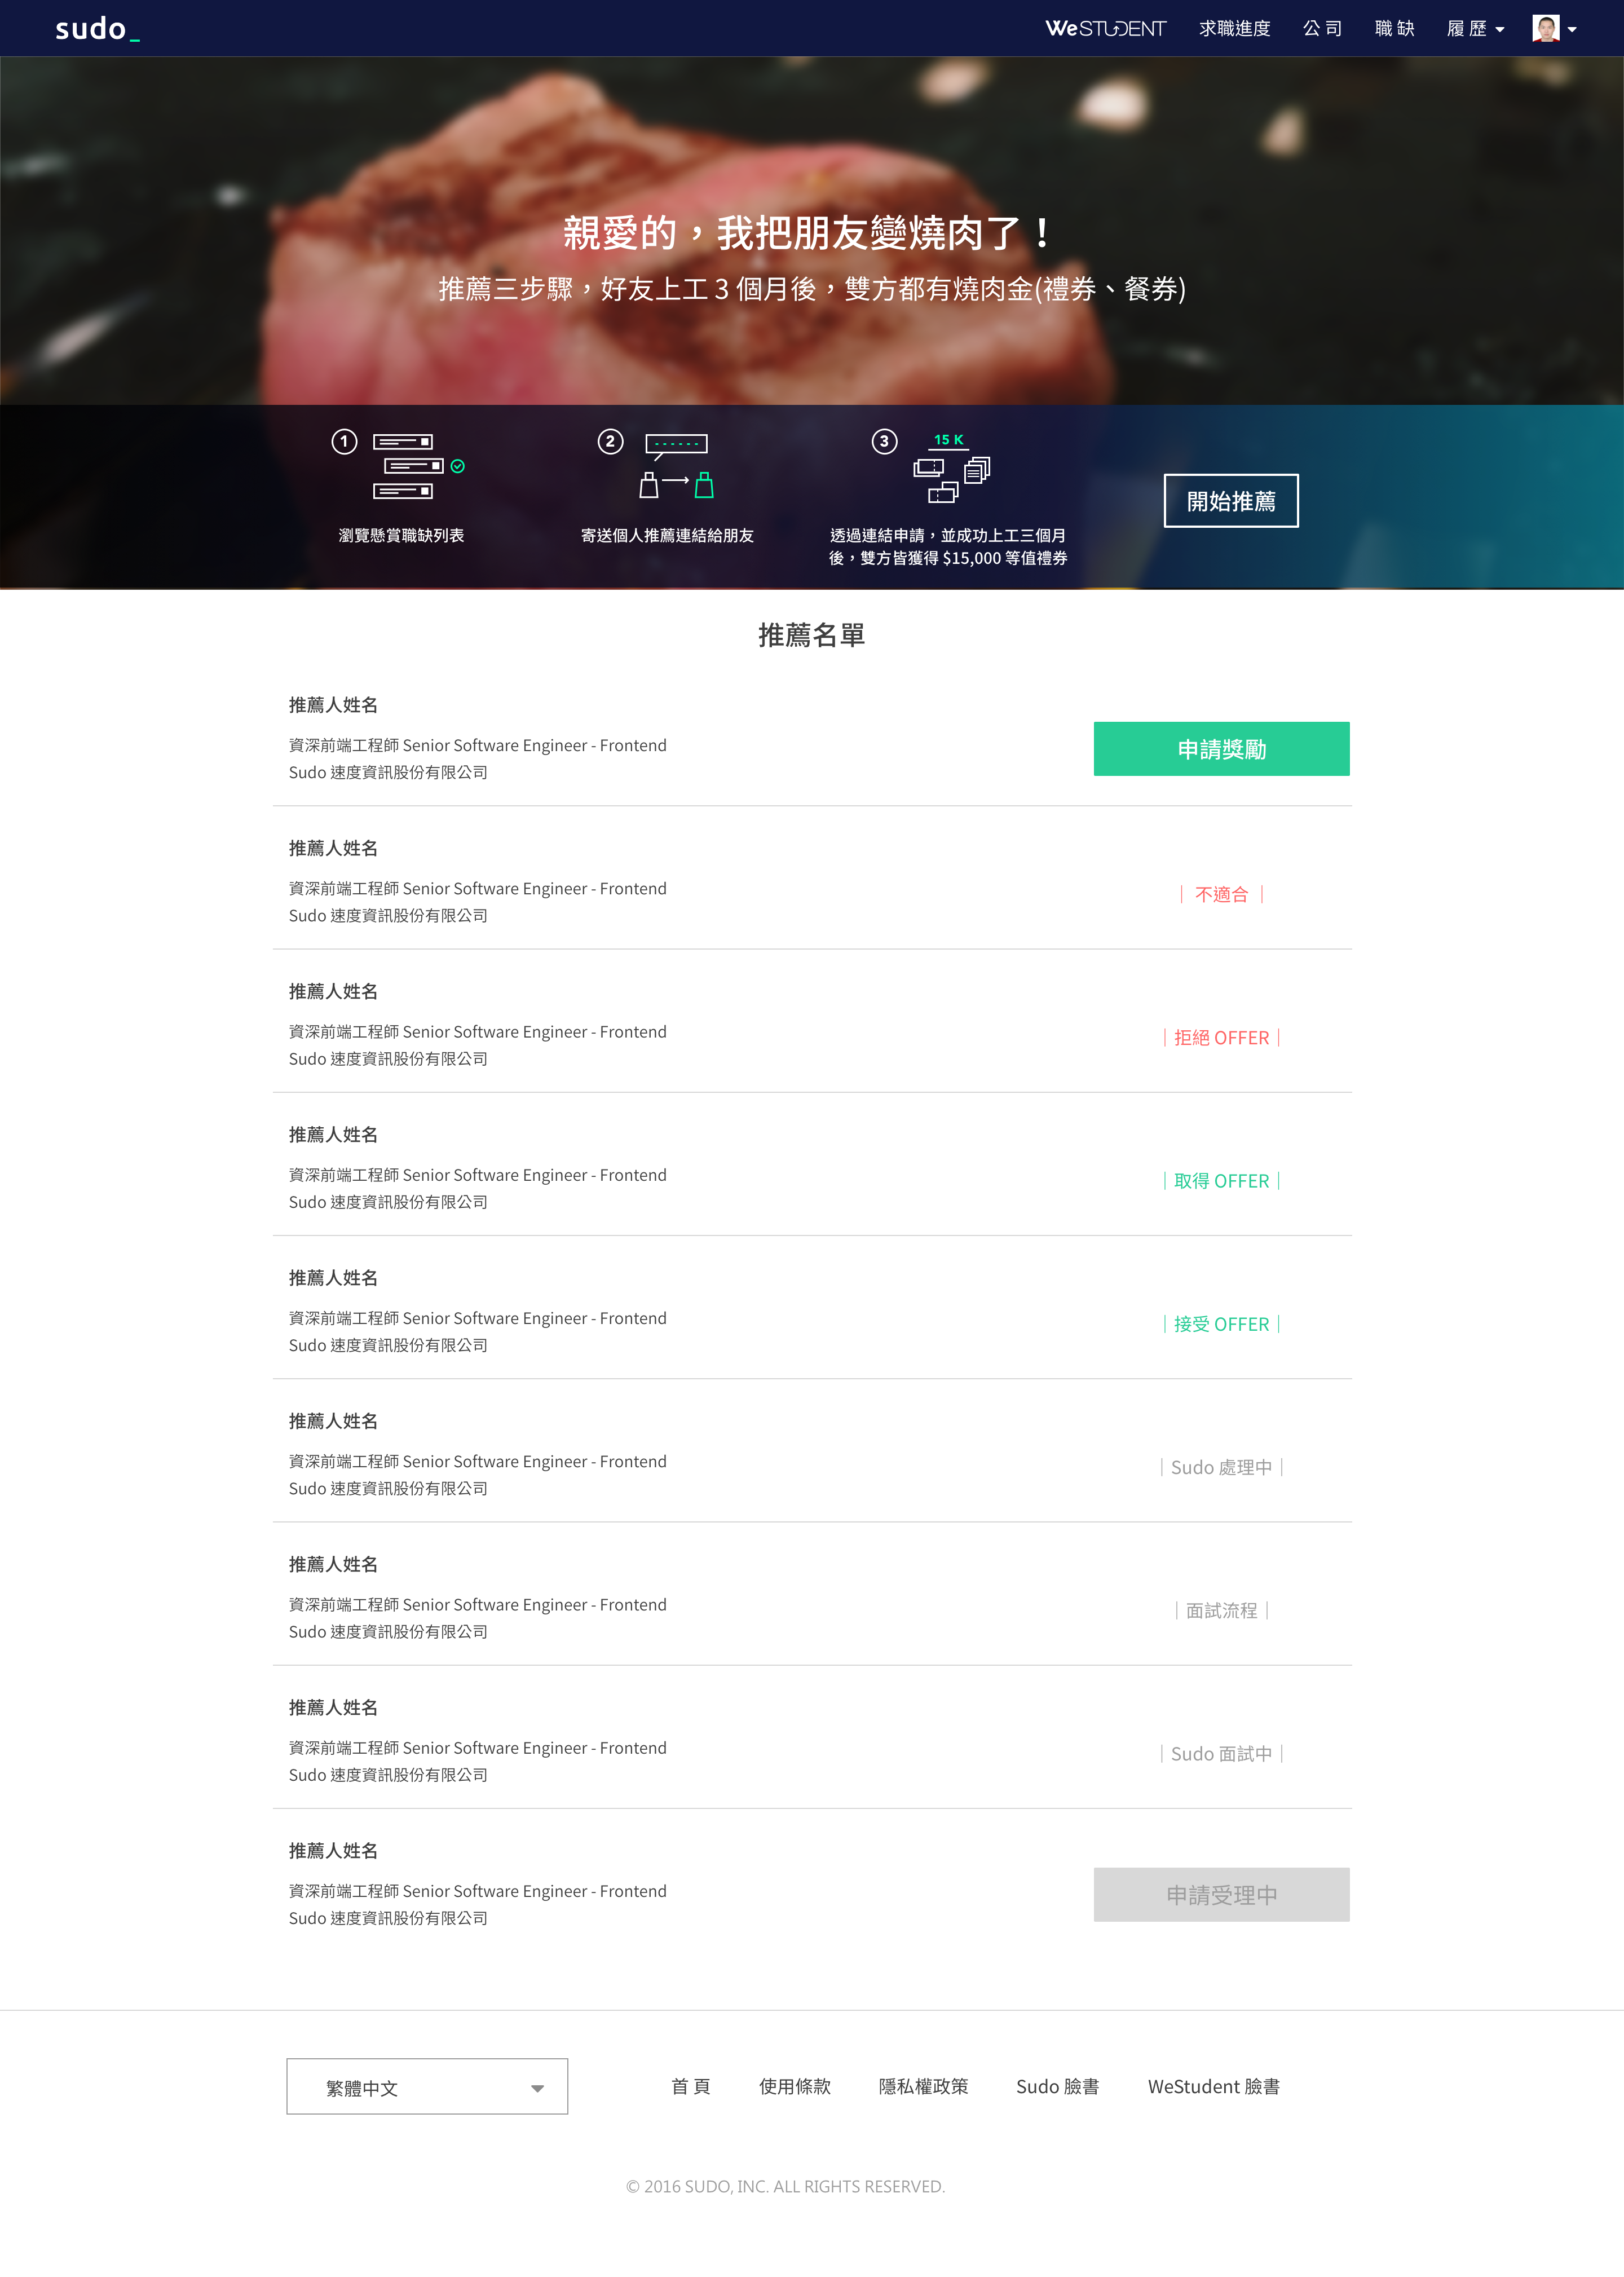 sudo_
WeSTUDENT 求職進度 公 司 職 缺 履 歷
親愛的，我把朋友變燒肉了！
推薦三步驟，好友上工 3 個月後，雙方都有燒肉金(禮券、餐券)
1
瀏覽懸賞職缺列表
2
寄送個人推薦連結給朋友
3
15 K
透過連結申請，並成功上工三個月
後，雙方皆獲得 $15,000 等值禮券
開始推薦
推薦名單
推薦人姓名
資深前端工程師 Senior Software Engineer - Frontend
Sudo 速度資訊股份有限公司
申請獎勵
推薦人姓名
資深前端工程師 Senior Software Engineer - Frontend
Sudo 速度資訊股份有限公司
｜ 不適合 ｜
推薦人姓名
資深前端工程師 Senior Software Engineer - Frontend
Sudo 速度資訊股份有限公司
｜拒絕 OFFER｜
推薦人姓名
資深前端工程師 Senior Software Engineer - Frontend
Sudo 速度資訊股份有限公司
｜取得 OFFER｜
推薦人姓名
資深前端工程師 Senior Software Engineer - Frontend
Sudo 速度資訊股份有限公司
｜接受 OFFER｜
推薦人姓名
資深前端工程師 Senior Software Engineer - Frontend
Sudo 速度資訊股份有限公司
｜Sudo 處理中｜
推薦人姓名
資深前端工程師 Senior Software Engineer - Frontend
Sudo 速度資訊股份有限公司
｜面試流程｜
推薦人姓名
資深前端工程師 Senior Software Engineer - Frontend
Sudo 速度資訊股份有限公司
｜Sudo 面試中｜
推薦人姓名
資深前端工程師 Senior Software Engineer - Frontend
Sudo 速度資訊股份有限公司
申請受理中
繁體中文
首 頁 使用條款 隱私權政策 Sudo 臉書 WeStudent 臉書
© 2016 SUDO, INC. ALL RIGHTS RESERVED.